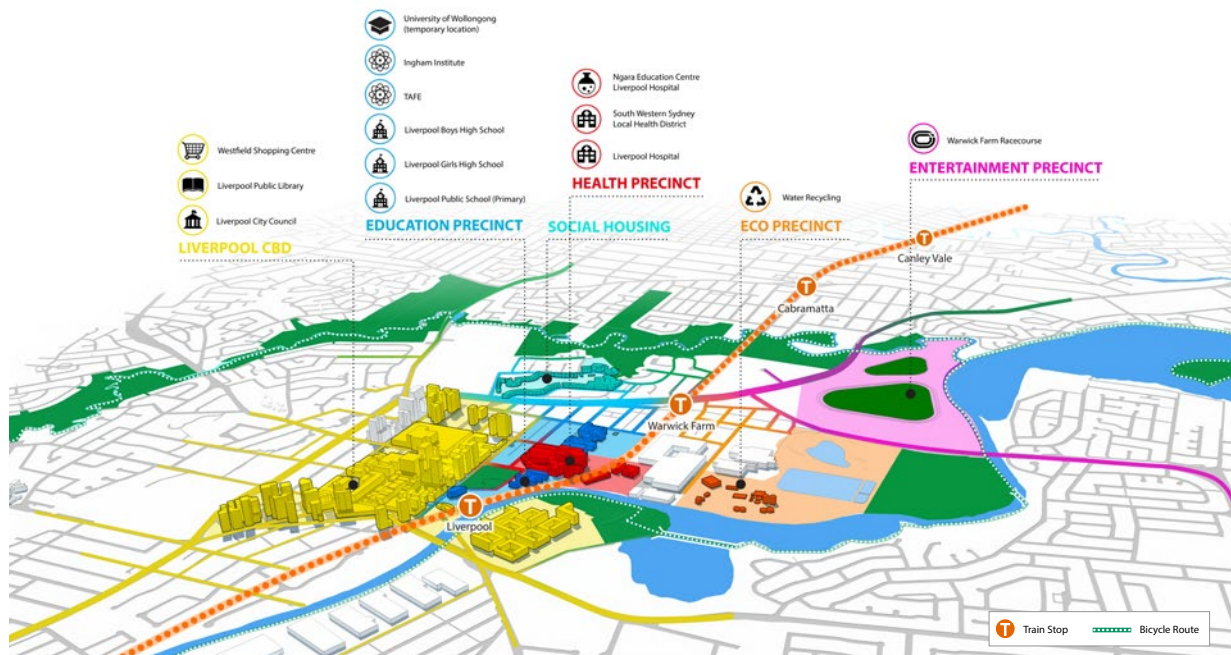 University of Wollongong
(temporary location)
Ingham Institute
TAFE
Liverpool Boys High School
Liverpool Girls High School
Liverpool Public School (Primary)
EDUCATION PRECINCT
Westfield Shopping Centre
Liverpool Public Library
Liverpool City Council
LIVERPOOL CBD
SOCIAL HOUSING
Ngara Education Centre
Liverpool Hospital
South Western Sydney
Local Health District
Liverpool Hospital
HEALTH PRECINCT
Water Recycling
ECO PRECINCT
Warwick Farm Racecourse
ENTERTAINMENT PRECINCT
T
Canley Vale
T
Cabramatta
T
Warwick Farm
T
Liverpool
T Train Stop
Bicycle Route